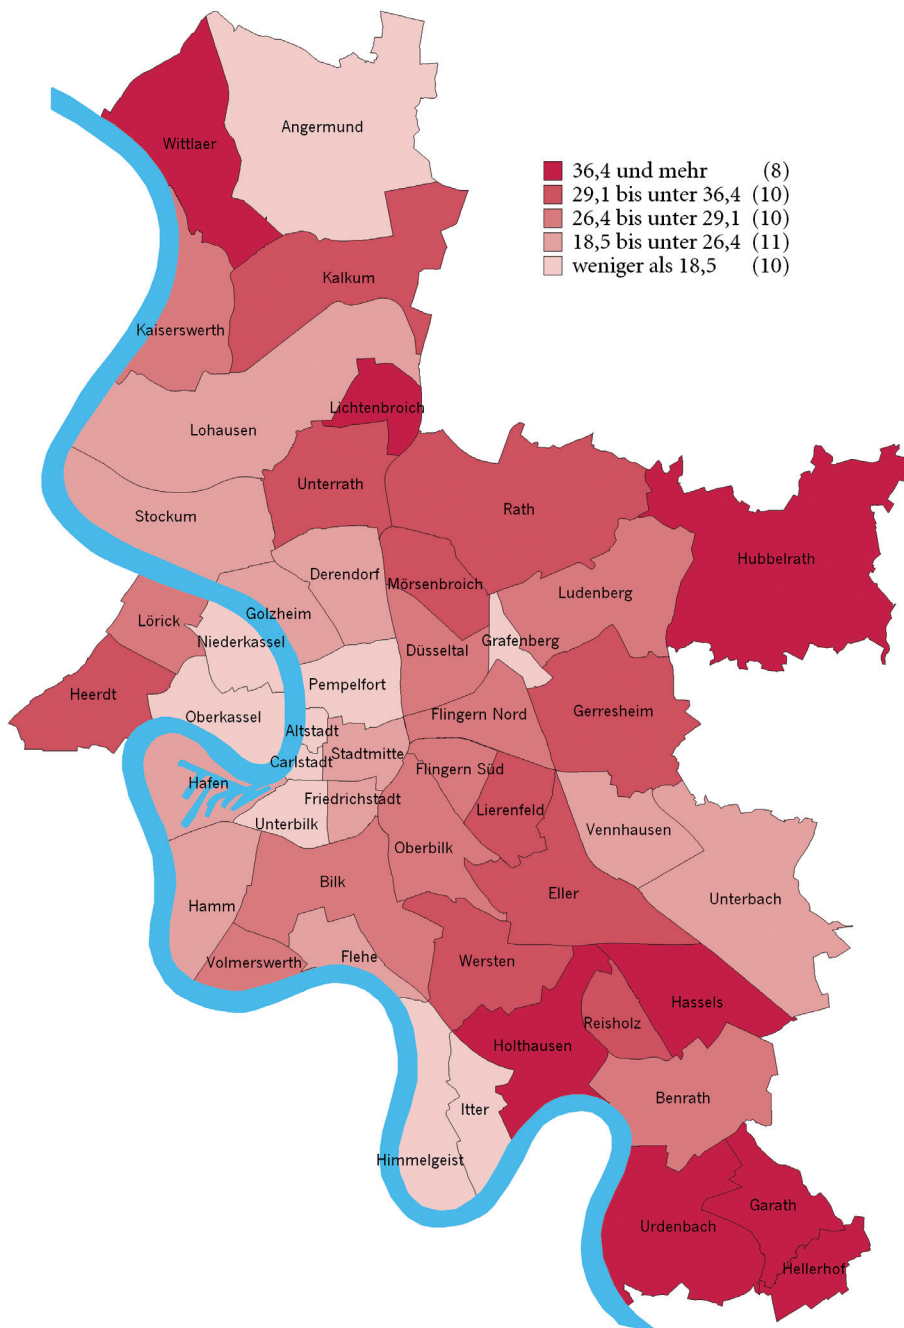 Angermund
Wittlaer
36,4 und mehr (8)
29,1 bis unter 36,4 (10)
26,4 bis unter 29,1 (10)
18,5 bis unter 26,4 (11)
weniger als 18,5 (10)
Kalkum
Kaiserswerth
Lichtenbroich
Lohausen
Unterrath
Rath
Stockum
Hubbelrath
Derendorf
Mörsenbroich
Ludenberg
Golzheim
Lörick
Niederkassel
Grafenberg
Düsseltal
Pempelfort
Heerdt
Gerresheim
Oberkassel
Flingern Nord
Altstadt
Stadtmitte
Carlstadt
Flingern Süd
Hafen
Friedrichstadt
Lierenfeld
Unterbilk
Vennhausen
Oberbilk
Bilk
Eller
Unterbach
Hamm
Flehe
Volmerswerth
Wersten
Hassels
Reisholz
Holthausen
Benrath
Itter
Himmelgeist
Garath
Urdenbach
Hellerhof